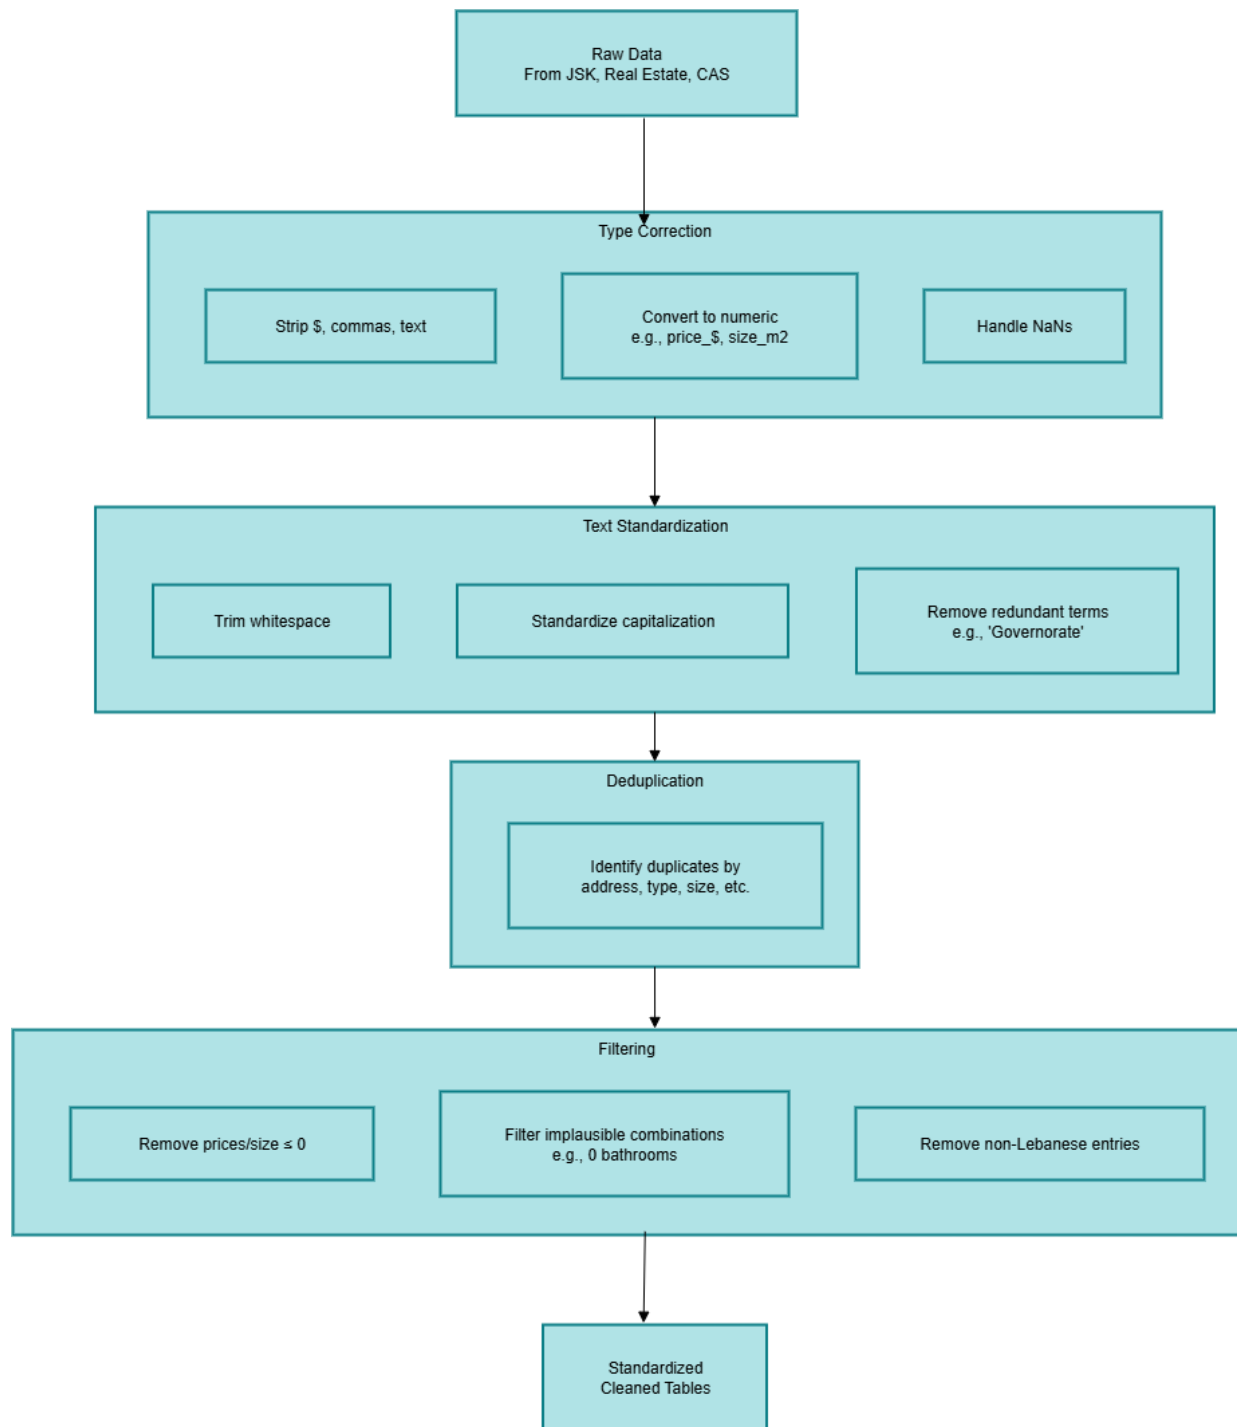 Raw Data
From JSK, Real Estate, CAS
Type Correction
Strip $, commas, text
Convert to numeric
e.g., price_$, size_m2
Handle NaNs
Text Standardization
Trim whitespace
Standardize capitalization
Remove redundant terms
e.g., 'Governorate'
Deduplication
Identify duplicates by
address, type, size, etc.
Filtering
Remove prices/size ≤ 0
Filter implausible combinations
e.g., 0 bathrooms
Remove non-Lebanese entries
Standardized
Cleaned Tables